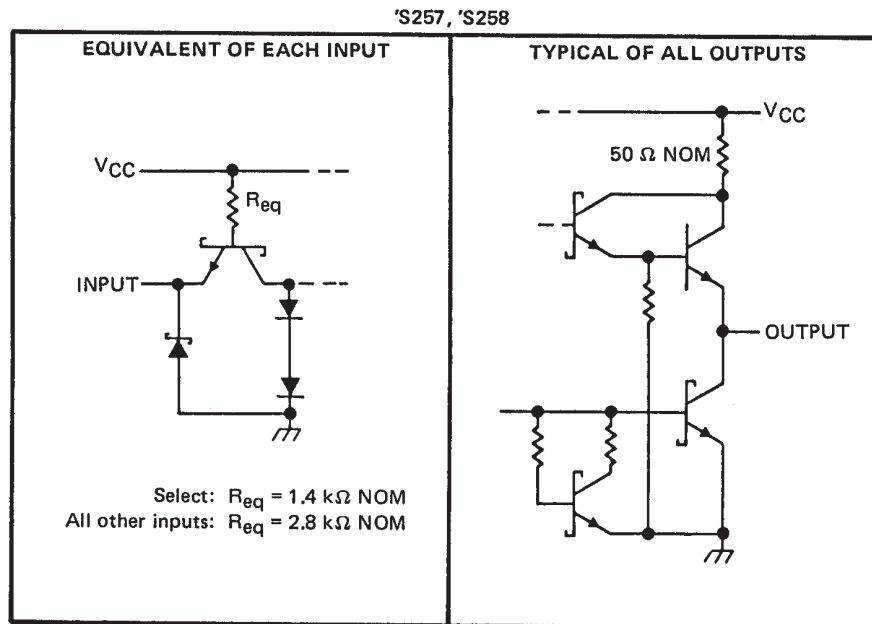 'S257, 'S258
EQUIVALENT OF EACH INPUT
VCC
Req
INPUT
Select: Req = 1.4 kΩ NOM
All other inputs: Req = 2.8 kΩ NOM
TYPICAL OF ALL OUTPUTS
VCC
50 Ω NOM
OUTPUT